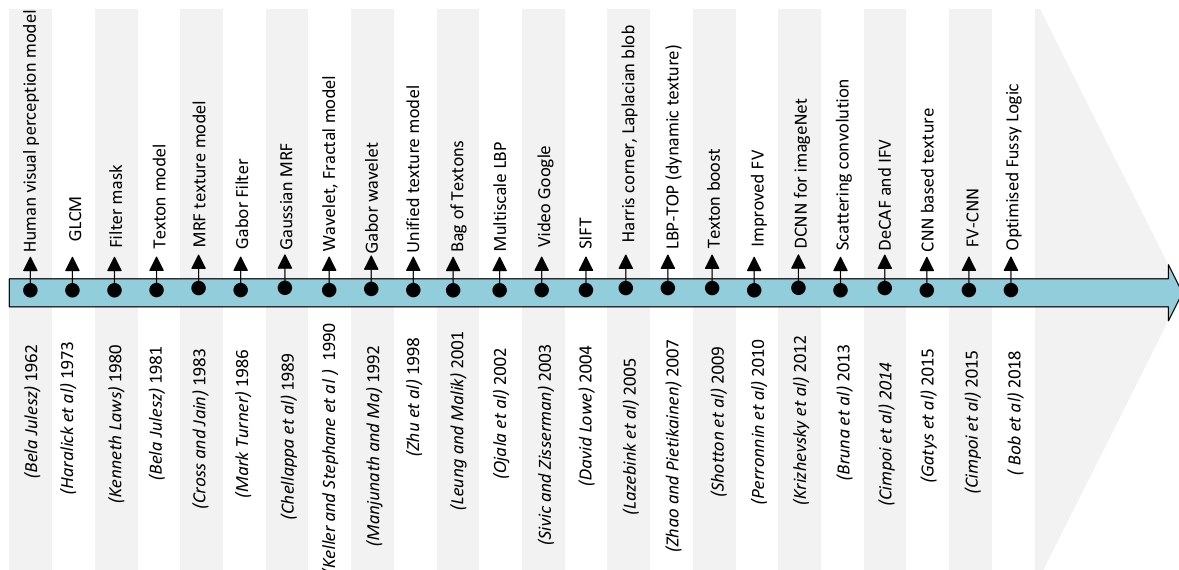 Human visual perception model
GLCM
Filter mask
Texton model
MRF texture model
Gabor Filter
Gaussian MRF
Wavelet, Fractal model
Gabor wavelet
Unified texture model
Bag of Textons
Multiscale LBP
Video Google
SIFT
Harris corner, Laplacian blob
LBP-TOP (dynamic texture)
Texton boost
Improved FV
DCNN for imageNet
Scattering convolution
DeCAF and IFV
CNN based texture
FV-CNN
Optimised Fussy Logic
(Bela Julesz) 1962
(Haralick et al) 1973
(Kenneth Laws) 1980
(Bela Julesz) 1981
(Cross and Jain) 1983
(Mark Turner) 1986
(Chellappa et al) 1989
(Keller and Stephane et al ) 1990
(Manjunath and Ma) 1992
(Zhu et al) 1998
(Leung and Malik) 2001
(Ojala et al) 2002
(Sivic and Zisserman) 2003
(David Lowe) 2004
(Lazebink et al) 2005
(Zhao and Pietikainen) 2007
(Shotton et al) 2009
(Perronnin et al) 2010
(Krizhevsky et al) 2012
(Bruna et al) 2013
(Cimpoi et al) 2014
(Gatys et al) 2015
(Cimpoi et al) 2015
( Bob et al) 2018